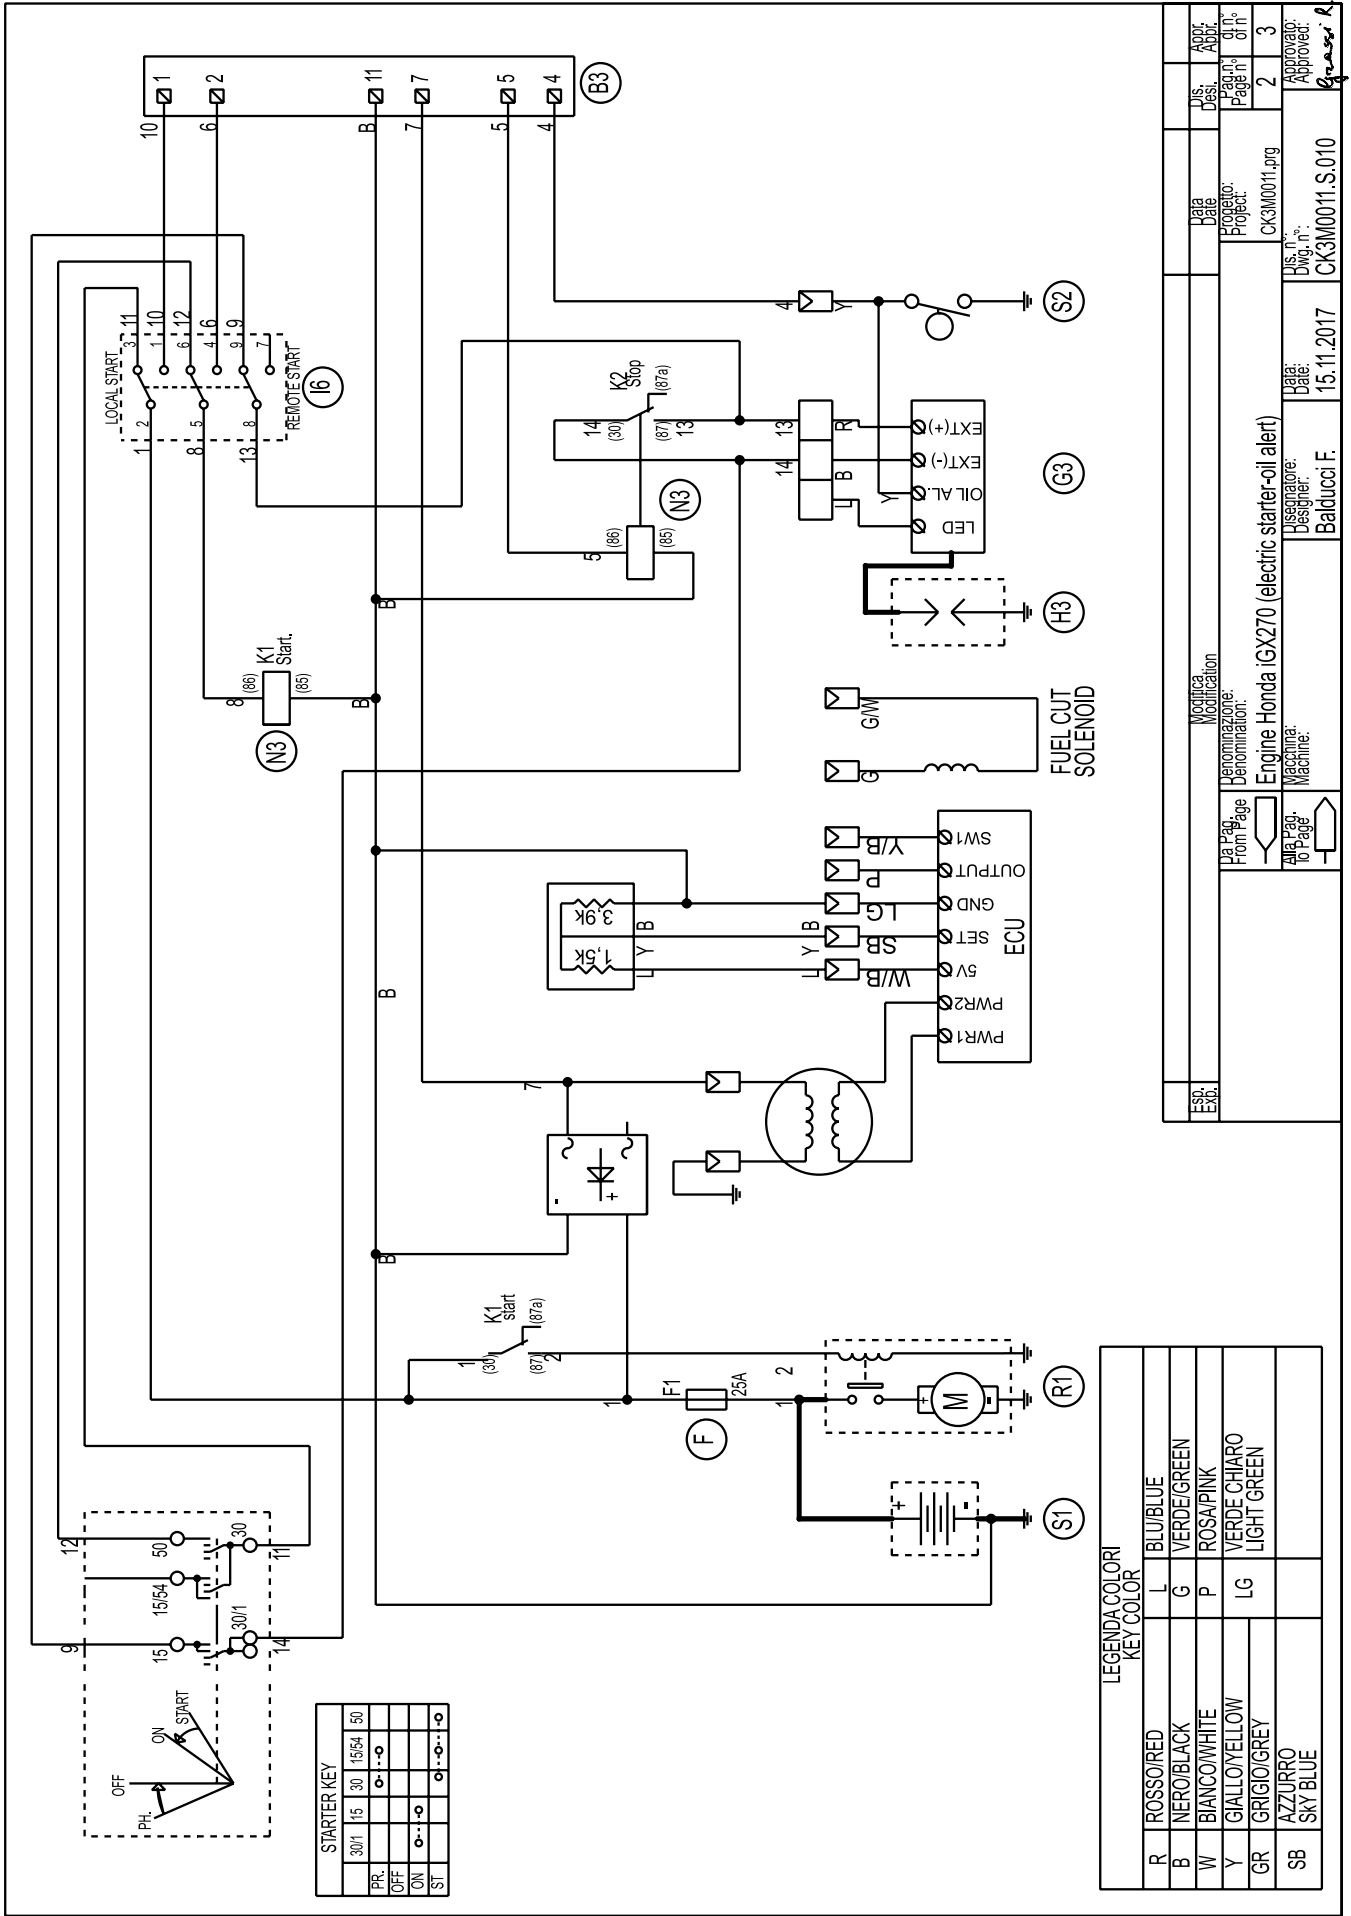 B3
1
2
11
7
5
4
10
6
B
7
5
4
LOCAL START
REMOTE START
I6
3
1
6
4
9
7
11
10
12
6
9
2
5
8
1
8
13
S2
4
Y
K2
Stop
(87a)
14
(30)
(87)
13
N3
5
(86)
(85)
B
13
14
R
B
L
Y
EXT(+)
EXT(-)
OIL AL.
LED
G3
H3
K1
Start.
8
(86)
(85)
B
N3
FUEL CUT
SOLENOID
G/W
G
3,9k
1,5k
B
Y
L
B
Y
L
Y/B
P
LG
SB
W/B
SW1
OUTPUT
GND
SET
5V
PWR2
PWR1
ECU
B
7
-
+
B
K1
start
(87a)
1
(30)
(87)
2
1
F1
25A
F
1
2
+
M
-
R1
+
-
S1
12
50
30
11
15/54
9
15
30/1
14
PH.
OFF
ON
START
STARTER KEY
30/1 15 30 15/54 50
PR.
OFF
ON
ST
LEGENDA COLORI
KEY COLOR
R ROSSO/RED L BLU/BLUE
B NERO/BLACK G VERDE/GREEN
W BIANCO/WHITE P ROSA/PINK
Y GIALLO/YELLOW LG VERDE CHIARO
LIGHT GREEN
GR GRIGIO/GREY
SB AZZURRO
SKY BLUE
Esp.
Exp.
Modifica
Modification
Data
Date
Dis.
Desi.
Appr.
Appr.
Da Pag.
From Page
Denominazione:
Denomination:
Engine Honda iGX270 (electric starter-oil alert)
Progetto:
Project:
CK3M0011.prg
Pag.n°
Page n°
2
di n°
of n°
3
Alla Pag.
To Page
Macchina:
Machine:
Disegnatore:
Designer:
Balducci F.
Data:
Date:
15.11.2017
Dis. n°:
Dwg. n°:
CK3M0011.S.010
Approvato:
Approved:
Grassi R.